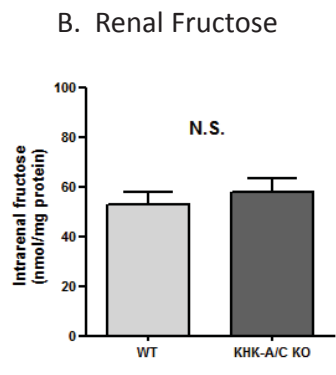 B. Renal Fructose
100
80
60
40
20
0
Intrarenal fructose
(nmol/mg protein)
N.S.
WT
KHK-A/C KO